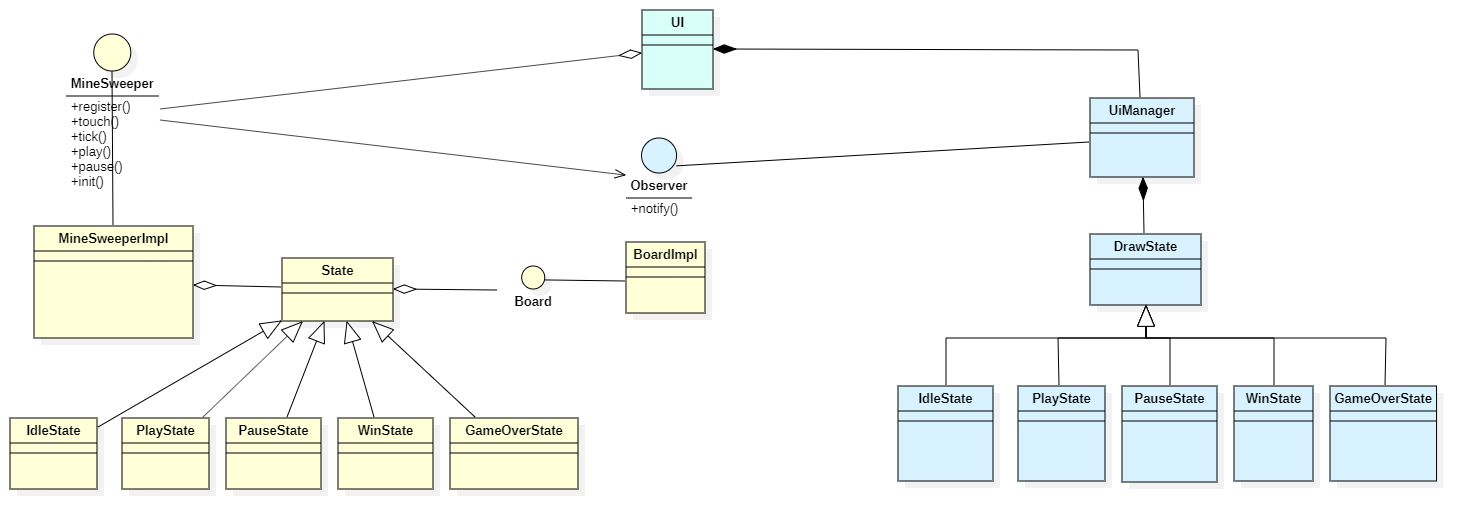 UI
MineSweeper
+register()
+touch()
+tick()
+play()
+pause()
+init()
UiManager
Observer
+notify()
MineSweeperImpl
State
Board
BoardImpl
DrawState
IdleState
PlayState
PauseState
WinState
GameOverState
IdleState
PlayState
PauseState
WinState
GameOverState